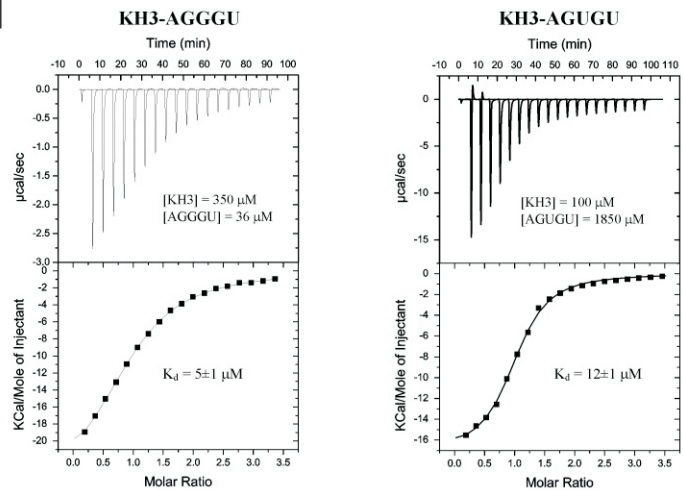 KH3-AGGGU
Time (min)
-10 0 10 20 30 40 50 60 70 80 90 100
0.0
-0.5
-1.0
-1.5
-2.0
-2.5
-3.0
µcal/sec
[KH3] = 350 µM
[AGGGU] = 36 µM
0
-2
-4
-6
-8
-10
-12
-14
-16
-18
-20
KCal/Mole of Injectant
Kd = 5±1 µM
0.0 0.5 1.0 1.5 2.0 2.5 3.0 3.5
Molar Ratio
KH3-AGUGU
Time (min)
-10 0 10 20 30 40 50 60 70 80 90 100 110
0
-5
-10
-15
µcal/sec
[KH3] = 100 µM
[AGUGU] = 1850 µM
0
-2
-4
-6
-8
-10
-12
-14
-16
KCal/Mole of Injectant
Kd = 12±1 µM
0.0 0.5 1.0 1.5 2.0 2.5 3.0 3.5
Molar Ratio